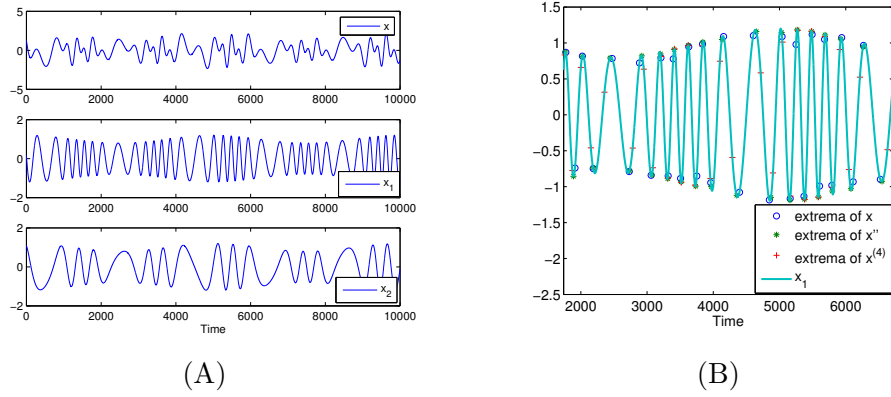 5
0
−5
0 2000 4000 6000 8000 10000
x
2
0
−2
0 2000 4000 6000 8000 10000
x1
2
0
−2
0 2000 4000 6000 8000 10000
x2
Time
(A)
1.5
1
0.5
0
−0.5
−1
−1.5
−2
−2.5
2000 3000 4000 5000 6000
Time
extrema of x
extrema of x''
extrema of x(4)
x1
(B)